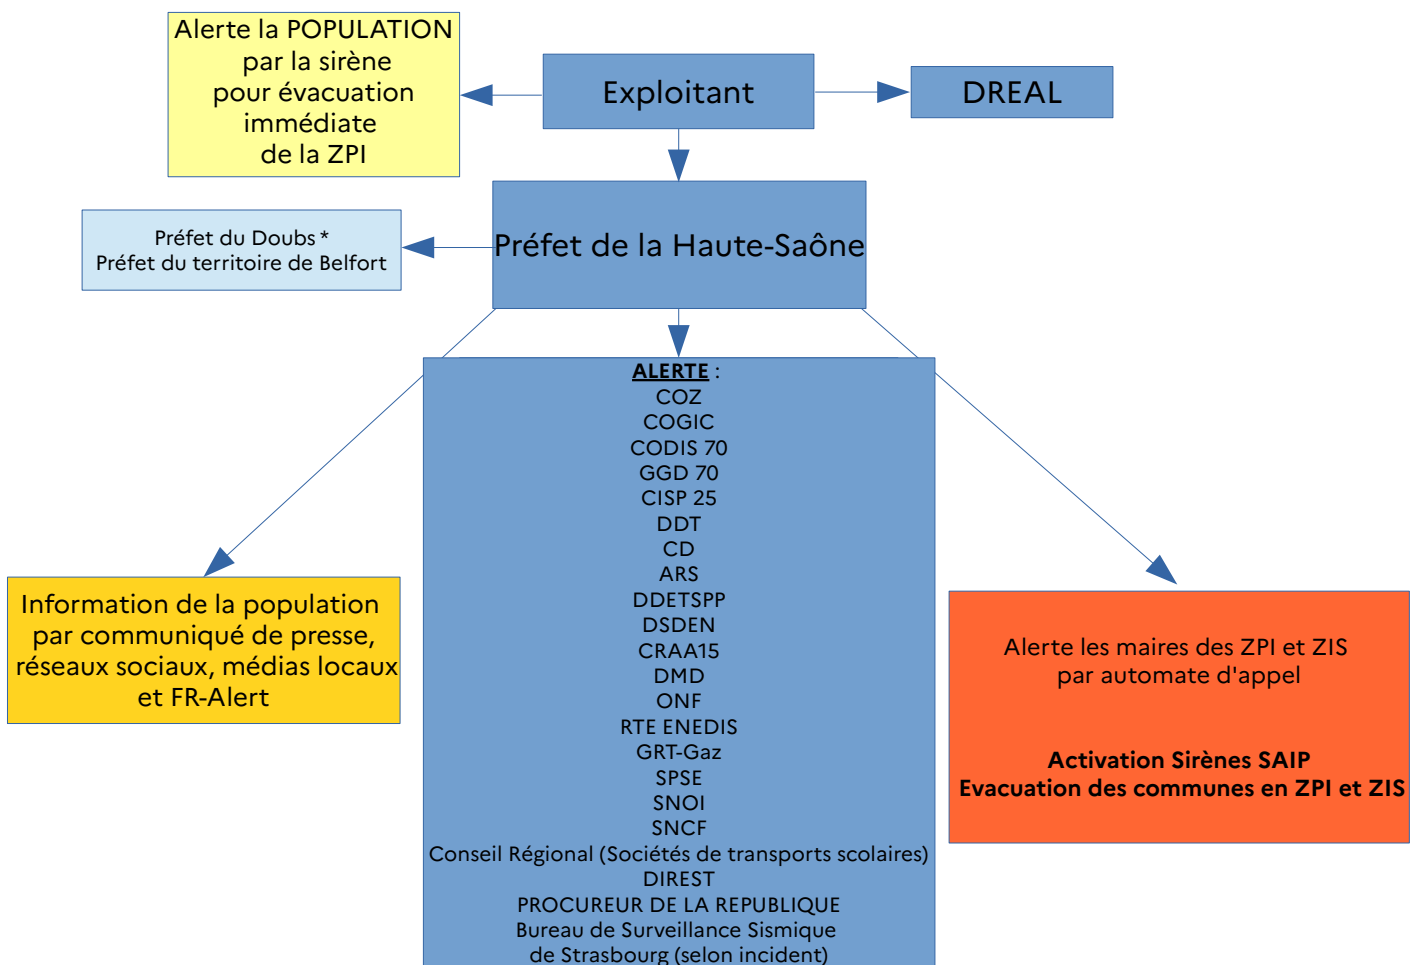 Alerte la POPULATION
par la sirène
pour évacuation
immédiate
de la ZPI
Exploitant
DREAL
Préfet du Doubs *
Préfet du territoire de Belfort
Préfet de la Haute-Saône
ALERTE :
COZ
COGIC
CODIS 70
GGD 70
CISP 25
DDT
CD
ARS
DDETSPP
DSDEN
CRAA15
DMD
ONF
RTE ENEDIS
GRT-Gaz
SPSE
SNOI
SNCF
Conseil Régional (Sociétés de transports scolaires)
DIREST
PROCUREUR DE LA REPUBLIQUE
Bureau de Surveillance Sismique
de Strasbourg (selon incident)
Information de la population
par communiqué de presse,
réseaux sociaux, médias locaux
et FR-Alert
Alerte les maires des ZPI et ZIS
par automate d'appel
Activation Sirènes SAIP
Evacuation des communes en ZPI et ZIS